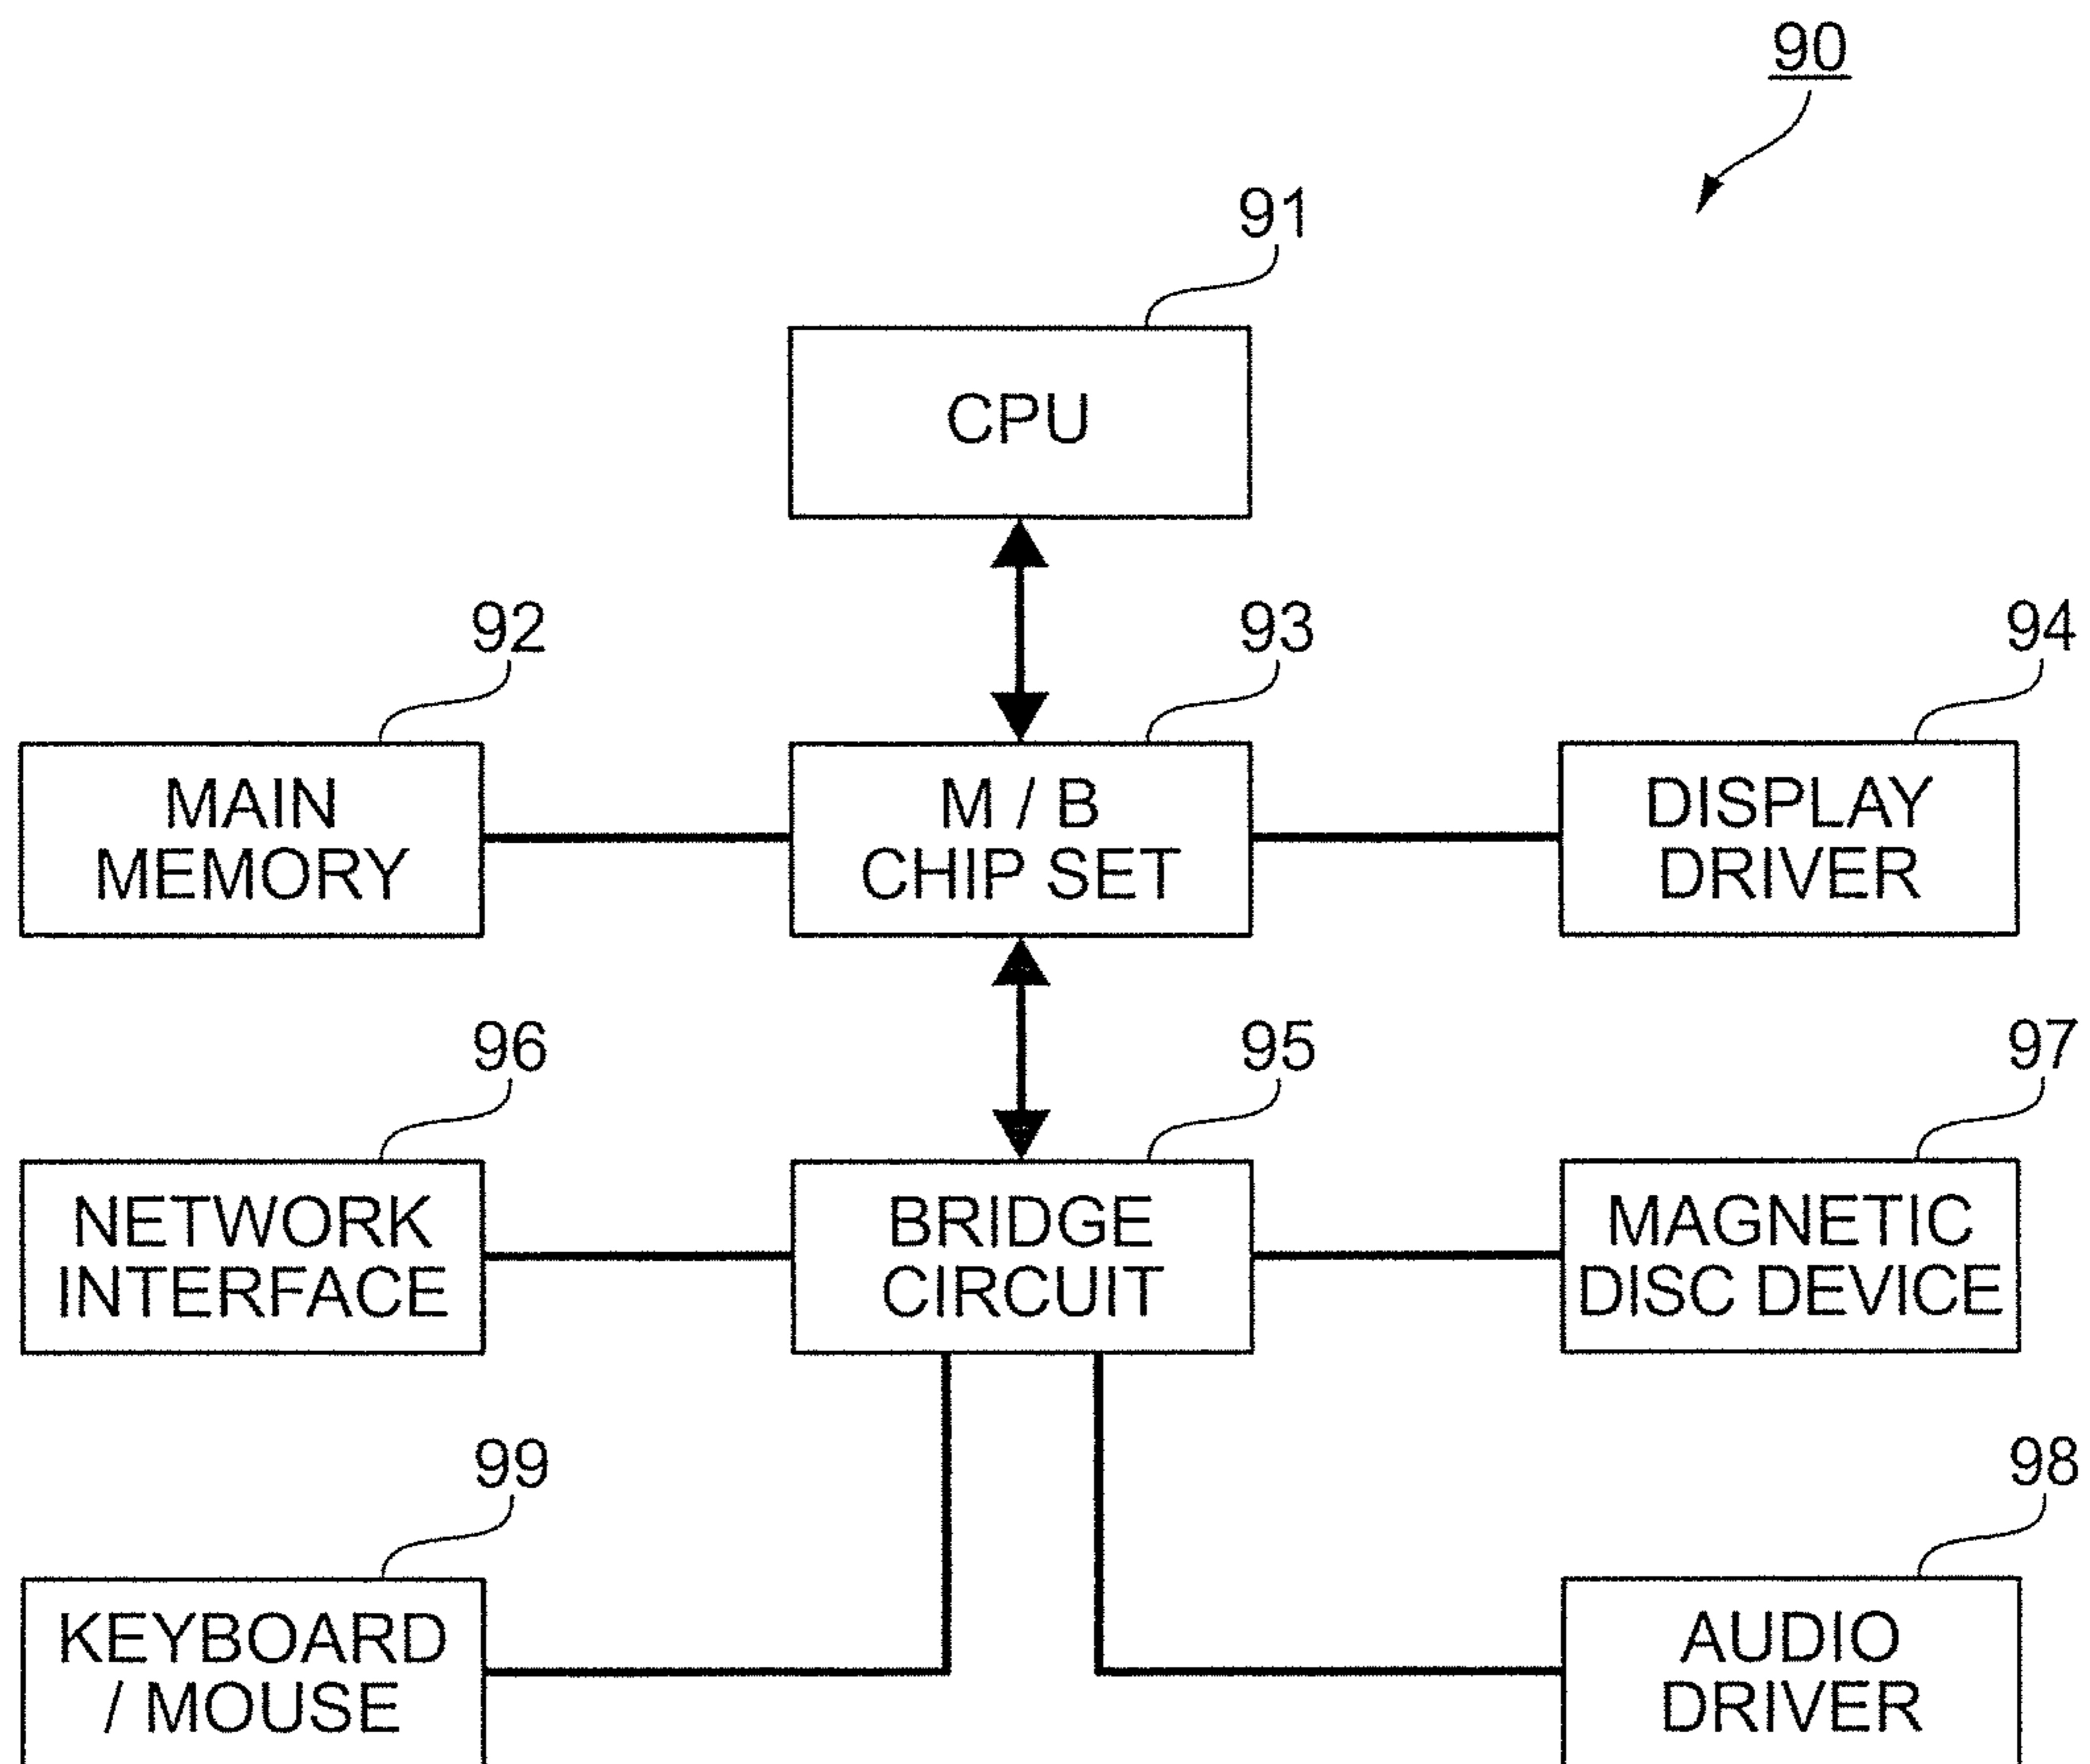 90
91
CPU
92
93
94
MAIN
MEMORY
M / B
CHIP SET
DISPLAY
DRIVER
96
95
97
NETWORK
INTERFACE
BRIDGE
CIRCUIT
MAGNETIC
DISC DEVICE
99
98
KEYBOARD
/ MOUSE
AUDIO
DRIVER